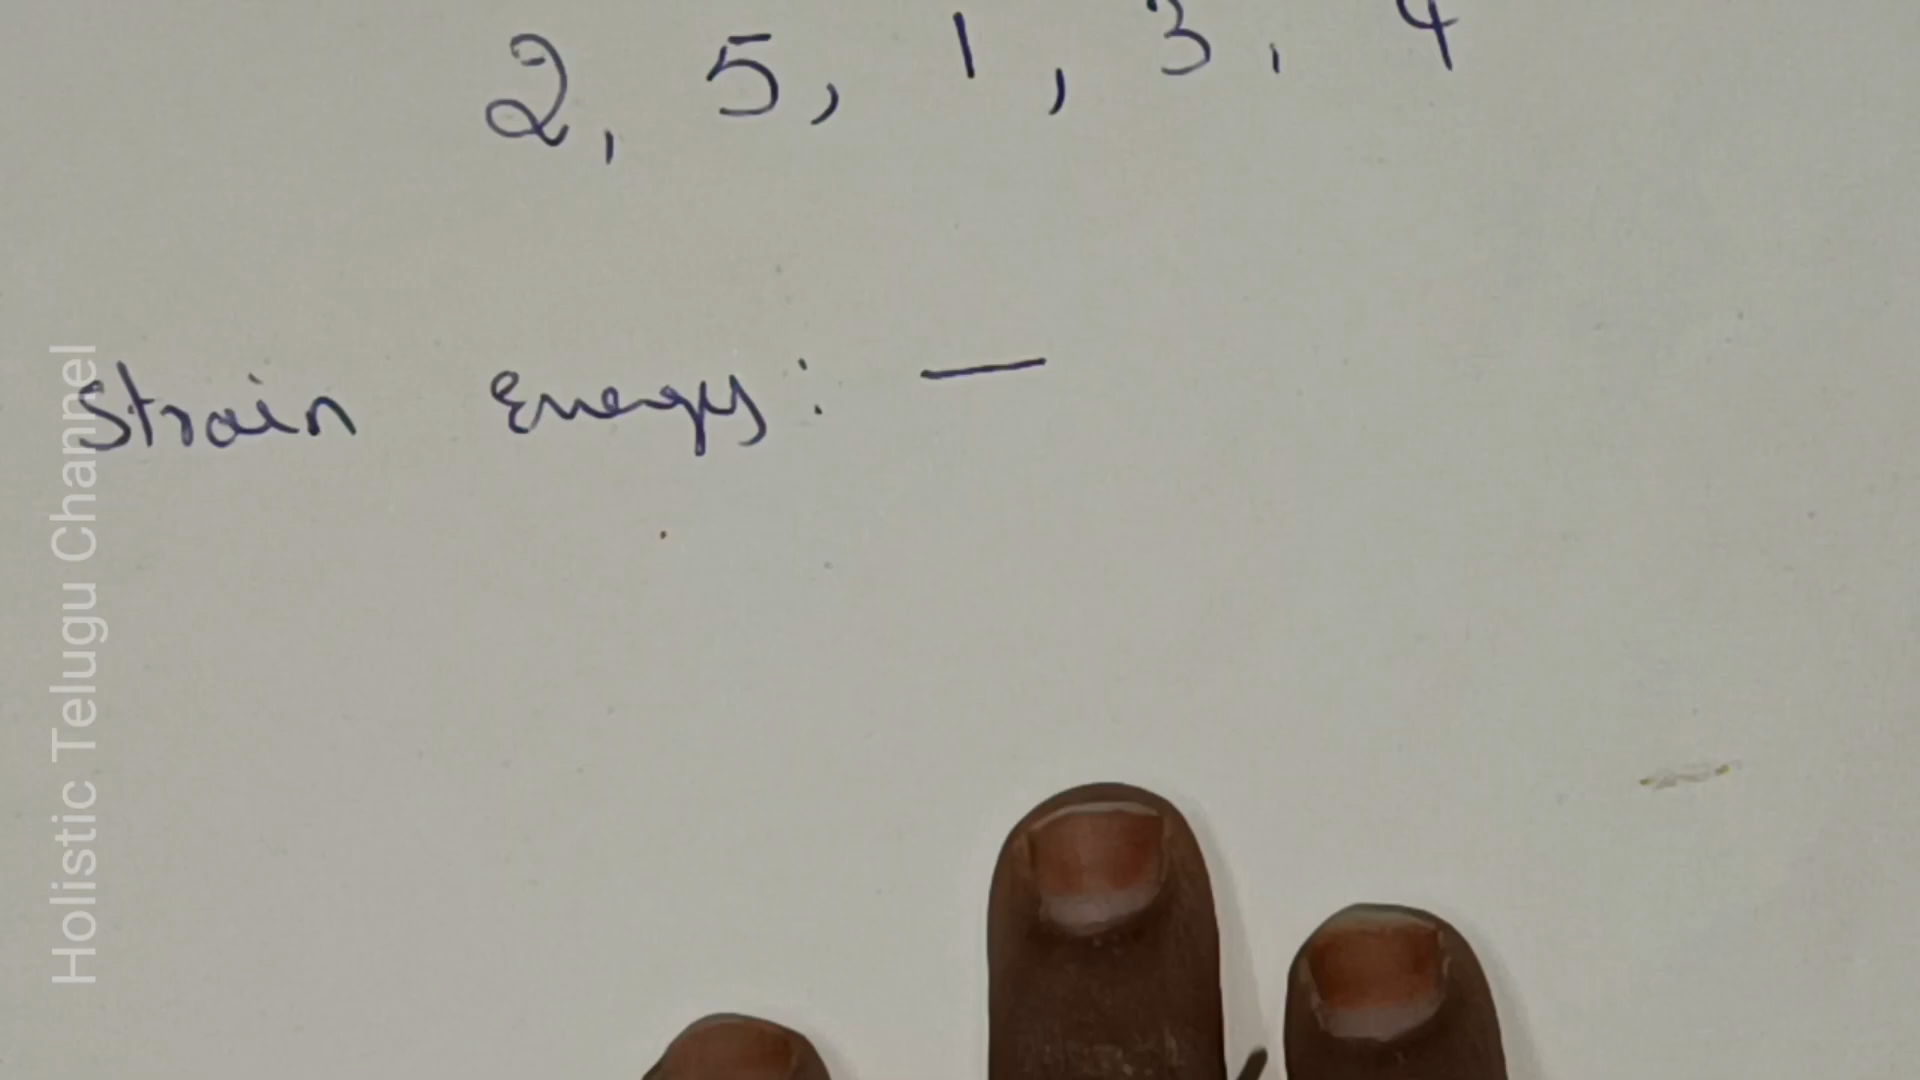 2, 5, 1, 3, 4
Strain Energy: —
Holistic Telugu Channel